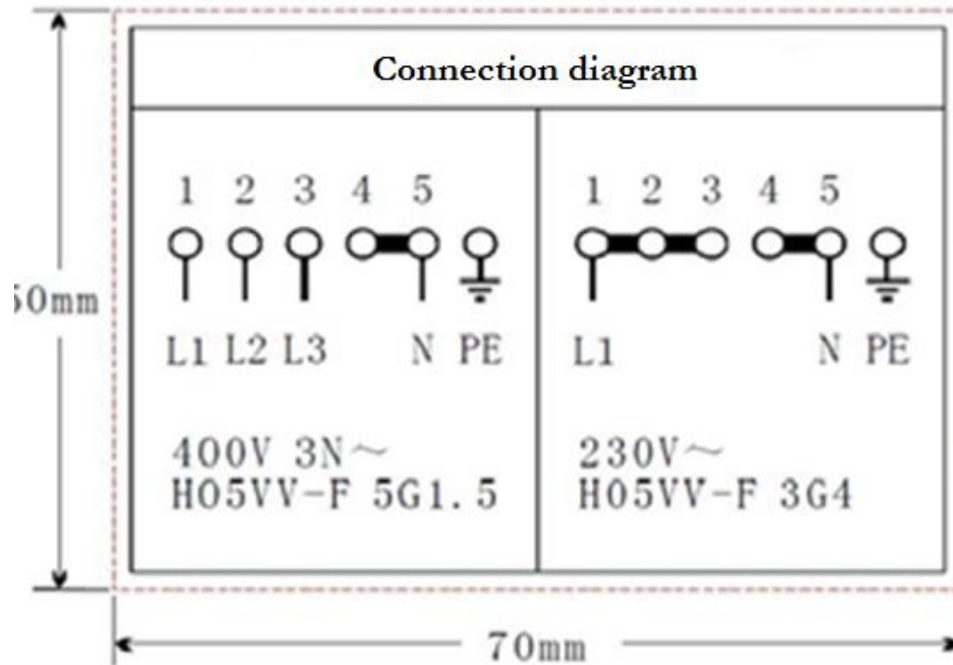 Connection diagram
1 2 3 4 5
L1 L2 L3 N PE
400V 3N～
H05VV-F 5G1.5
1 2 3 4 5
L1 N PE
230V～
H05VV-F 3G4
50mm
70mm